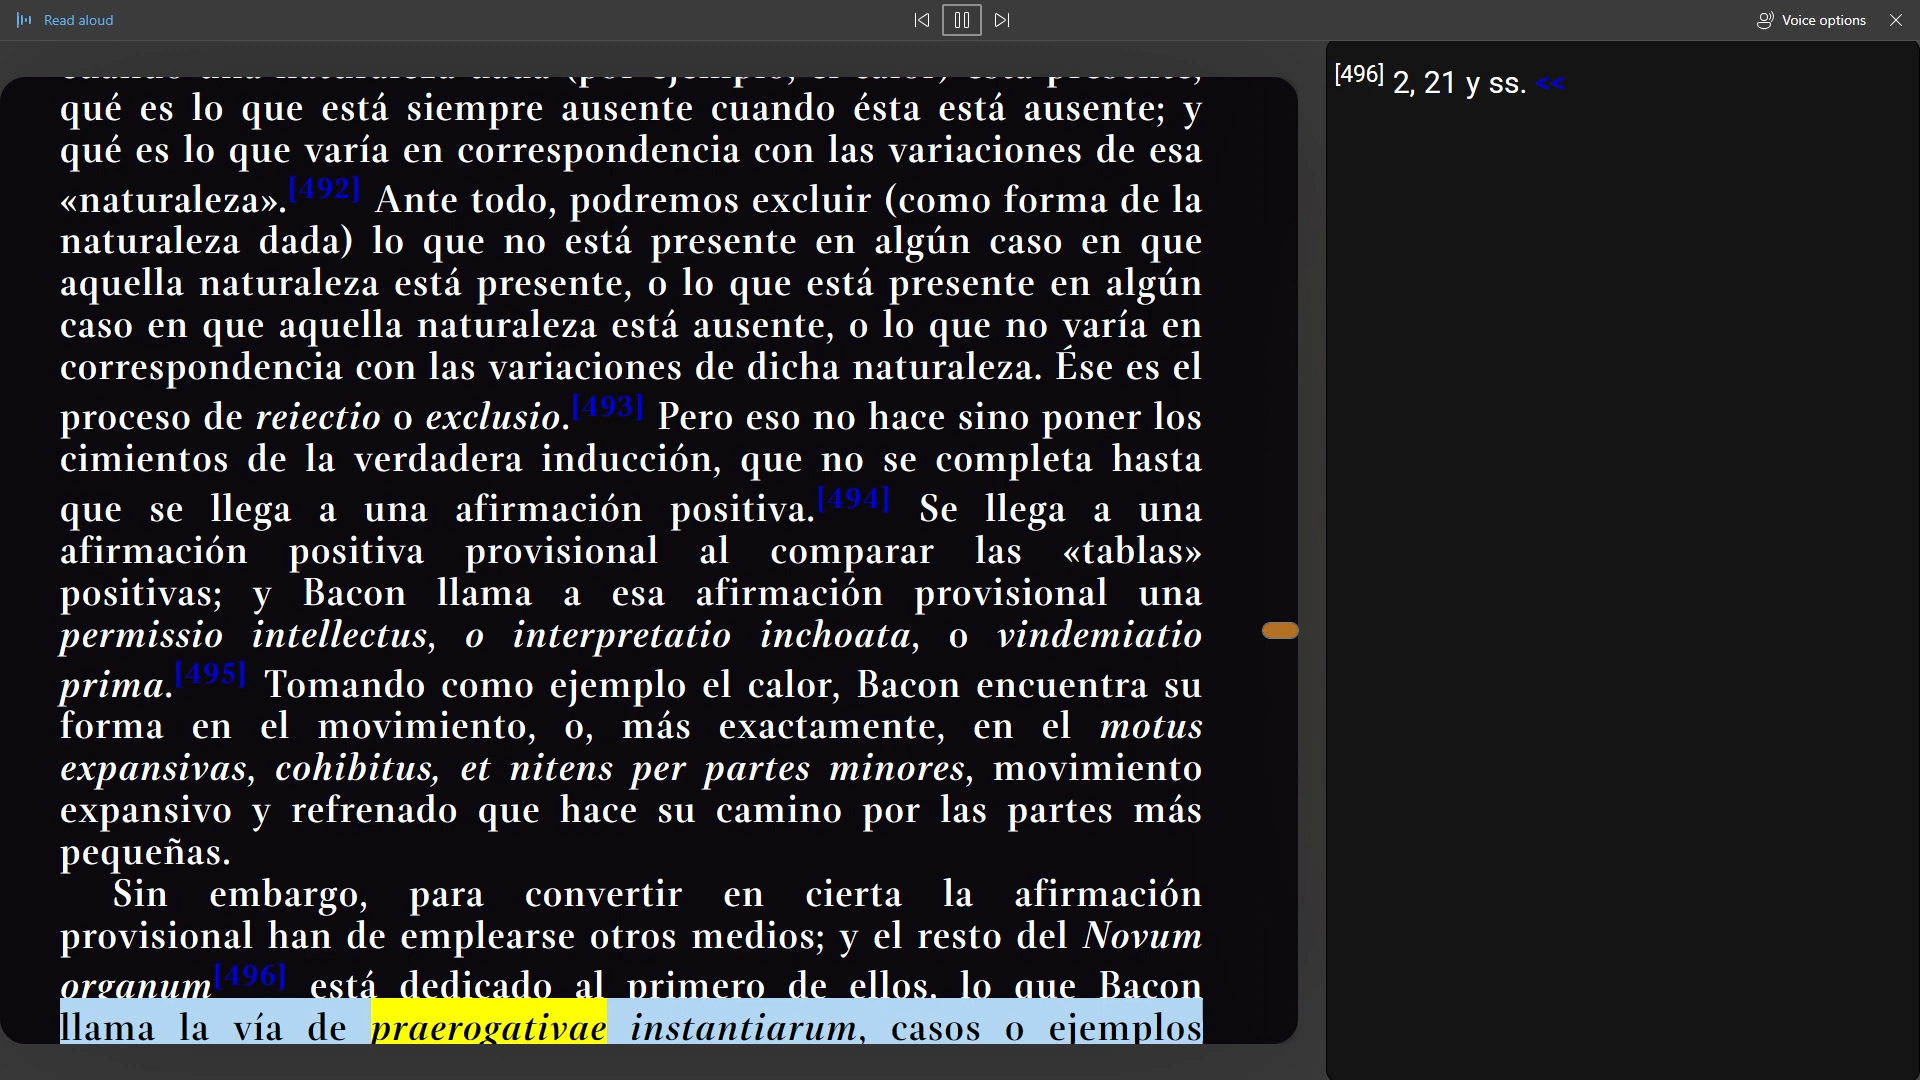 Read aloud
Voice options
cuando una naturaleza dada (por ejemplo, el calor) está presente;
qué es lo que está siempre ausente cuando ésta está ausente; y
qué es lo que varía en correspondencia con las variaciones de esa
«naturaleza».[492] Ante todo, podremos excluir (como forma de la
naturaleza dada) lo que no está presente en algún caso en que
aquella naturaleza está presente, o lo que está presente en algún
caso en que aquella naturaleza está ausente, o lo que no varía en
correspondencia con las variaciones de dicha naturaleza. Ése es el
proceso de reiectio o exclusio.[493] Pero eso no hace sino poner los
cimientos de la verdadera inducción, que no se completa hasta
que se llega a una afirmación positiva.[494] Se llega a una
afirmación positiva provisional al comparar las «tablas»
positivas; y Bacon llama a esa afirmación provisional una
permissio intellectus, o interpretatio inchoata, o vindemiatio
prima.[495] Tomando como ejemplo el calor, Bacon encuentra su
forma en el movimiento, o, más exactamente, en el motus
expansivas, cohibitus, et nitens per partes minores, movimiento
expansivo y refrenado que hace su camino por las partes más
pequeñas.
Sin embargo, para convertir en cierta la afirmación
provisional han de emplearse otros medios; y el resto del Novum
organum[496] está dedicado al primero de ellos, lo que Bacon
llama la vía de praerogativae instantiarum, casos o ejemplos
[496] 2, 21 y ss. <<